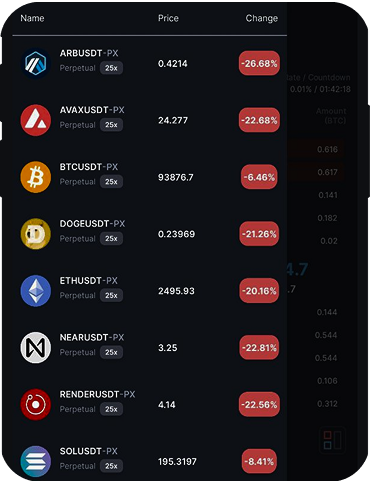 Name Price Change
ARBUSDT-PX
Perpetual 25x
0.4214
-26.68%
AVAXUSDT-PX
Perpetual 25x
24.277
-22.68%
BTCUSDT-PX
Perpetual 25x
93876.7
-6.46%
DOGEUSDT-PX
Perpetual 25x
0.23969
-21.26%
ETHUSDT-PX
Perpetual 25x
2495.93
-20.16%
NEARUSDT-PX
Perpetual 25x
3.25
-22.81%
RENDERUSDT-PX
Perpetual 25x
4.14
-22.56%
SOLUSDT-PX
Perpetual 25x
195.3197
-8.41%
/ Countdown
0.01% / 01:42:18
Amount
(BTC)
0.616
0.617
0.141
0.182
0.02
4.7
.7
0.144
0.544
0.544
0.106
0.312